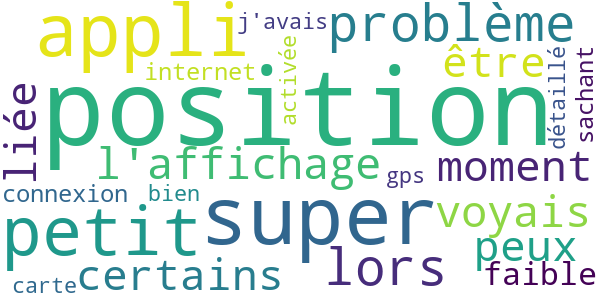 appli
j'avais
problème
internet
activée
être
détaillé
sachant
liée
position
l'affichage
gps
moment
connexion
bien
super
voyais
petit
lors
peux
carte
certains
faible